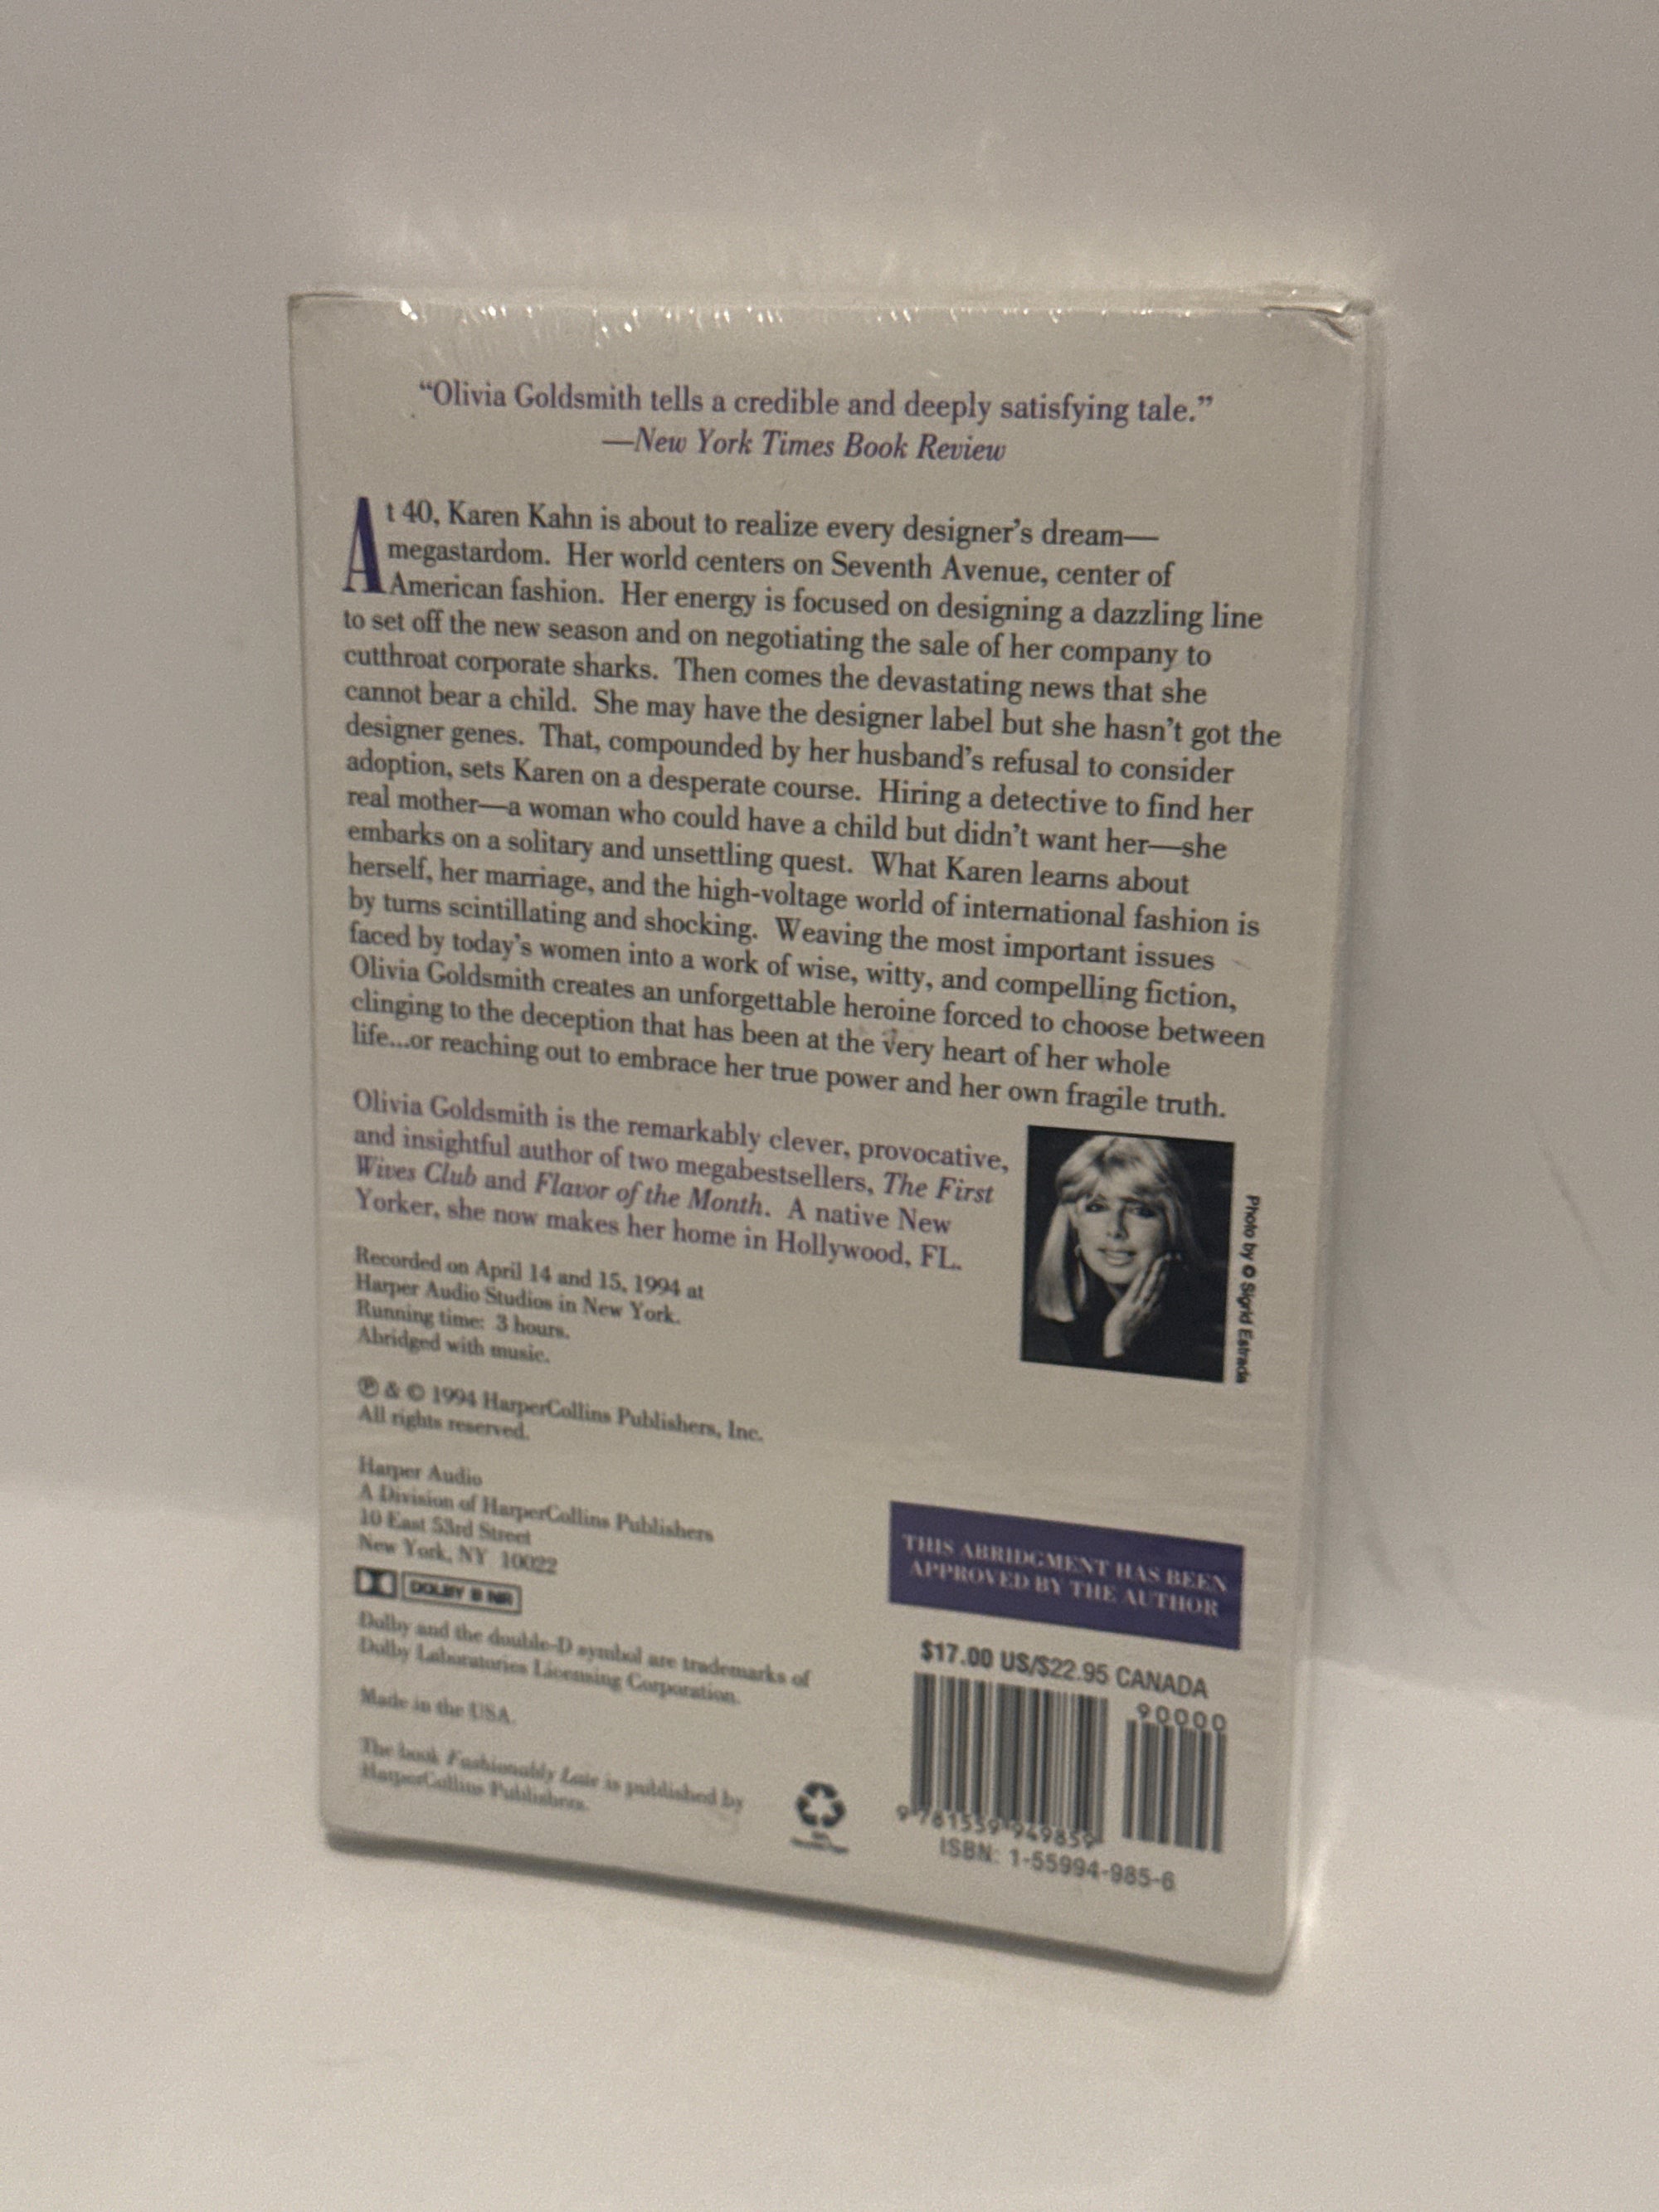 “Olivia Goldsmith tells a credible and deeply satisfying tale.”
—New York Times Book Review
At 40, Karen Kahn is about to realize every designer’s dream—
megastardom. Her world centers on Seventh Avenue, center of
American fashion. Her energy is focused on designing a dazzling line
to set off the new season and on negotiating the sale of her company to
cutthroat corporate sharks. Then comes the devastating news that she
cannot bear a child. She may have the designer label but she hasn’t got the
designer genes. That, compounded by her husband’s refusal to consider
adoption, sets Karen on a desperate course. Hiring a detective to find her
real mother—a woman who could have a child but didn’t want her—she
embarks on a solitary and unsettling quest. What Karen learns about
herself, her marriage, and the high-voltage world of international fashion is
by turns scintillating and shocking. Weaving the most important issues
faced by today’s women into a work of wise, witty, and compelling fiction,
Olivia Goldsmith creates an unforgettable heroine forced to choose between
clinging to the deception that has been at the very heart of her whole
life...or reaching out to embrace her true power and her own fragile truth.
Olivia Goldsmith is the remarkably clever, provocative,
and insightful author of two megabestsellers, The First
Wives Club and Flavor of the Month. A native New
Yorker, she now makes her home in Hollywood, FL.
Photo by © Sigrid Estrada
Recorded on April 14 and 15, 1994 at
Harper Audio Studios in New York.
Running time: 3 hours.
Abridged with music.
℗ & © 1994 HarperCollins Publishers, Inc.
All rights reserved.
Harper Audio
A Division of HarperCollins Publishers
10 East 53rd Street
New York, NY 10022
DOLBY B NR
Dolby and the double-D symbol are trademarks of
Dolby Laboratories Licensing Corporation.
Made in the USA.
The book Fashionably Late is published by
HarperCollins Publishers.
THIS ABRIDGMENT HAS BEEN
APPROVED BY THE AUTHOR
$17.00 US/$22.95 CANADA
90000
9 781559 949859
ISBN: 1-55994-985-6